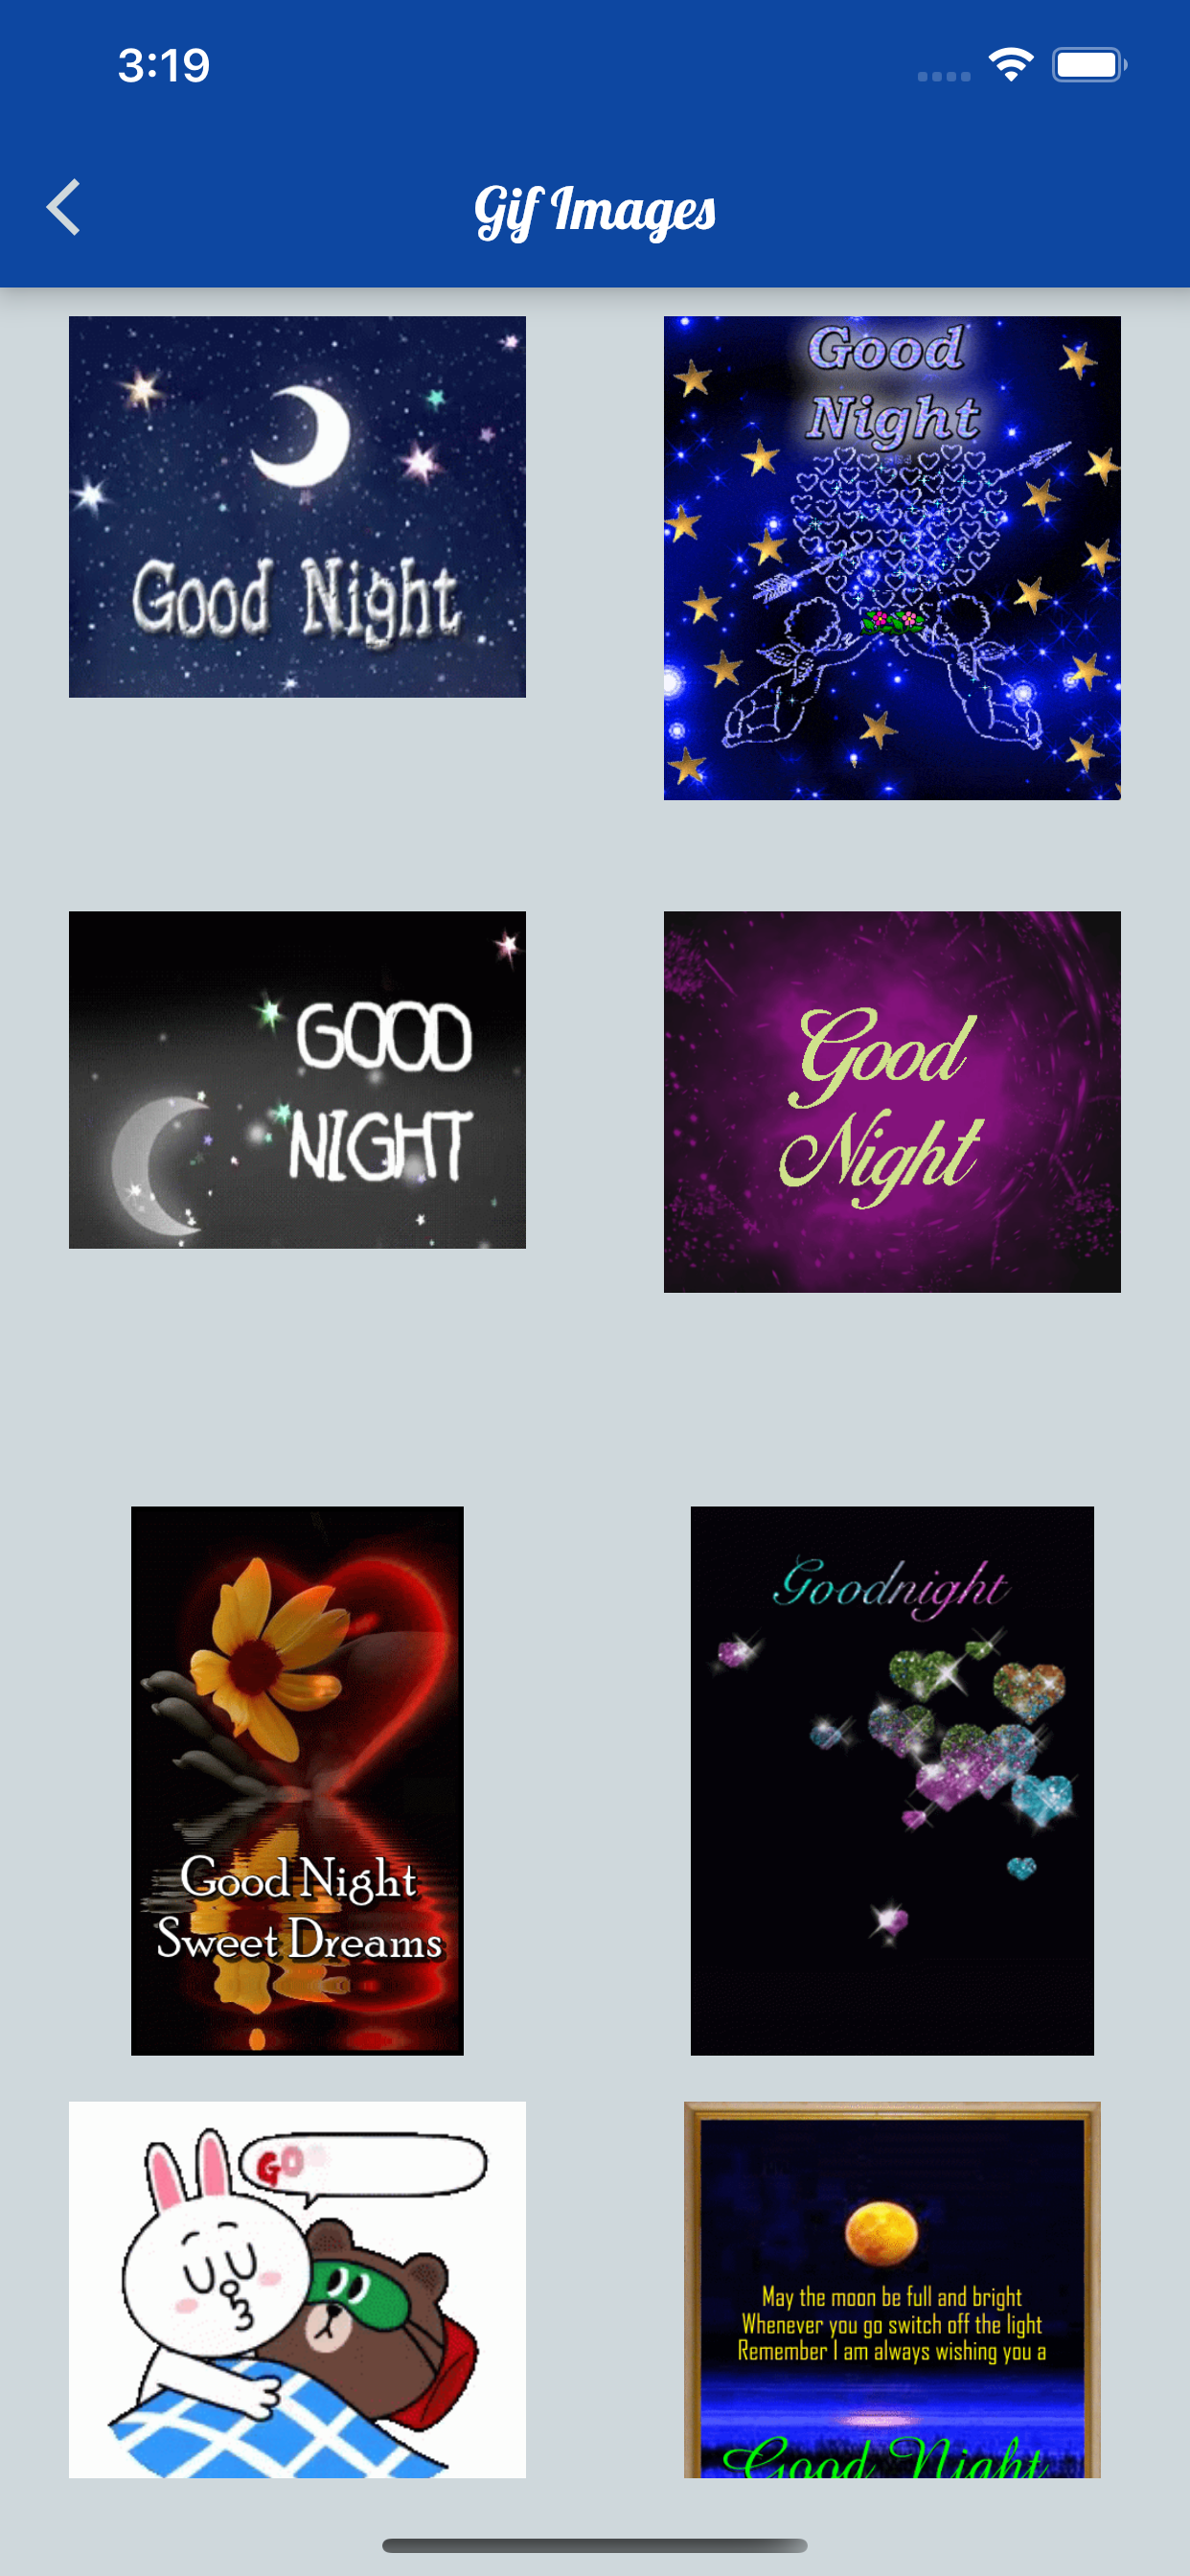 3:19
Gif Images
Good Night
Good
Night
GOOD
NIGHT
Good
Night
Good Night
Sweet Dreams
Goodnight
GO
May the moon be full and bright
Whenever you go switch off the light
Remember I am always wishing you a
Good Night